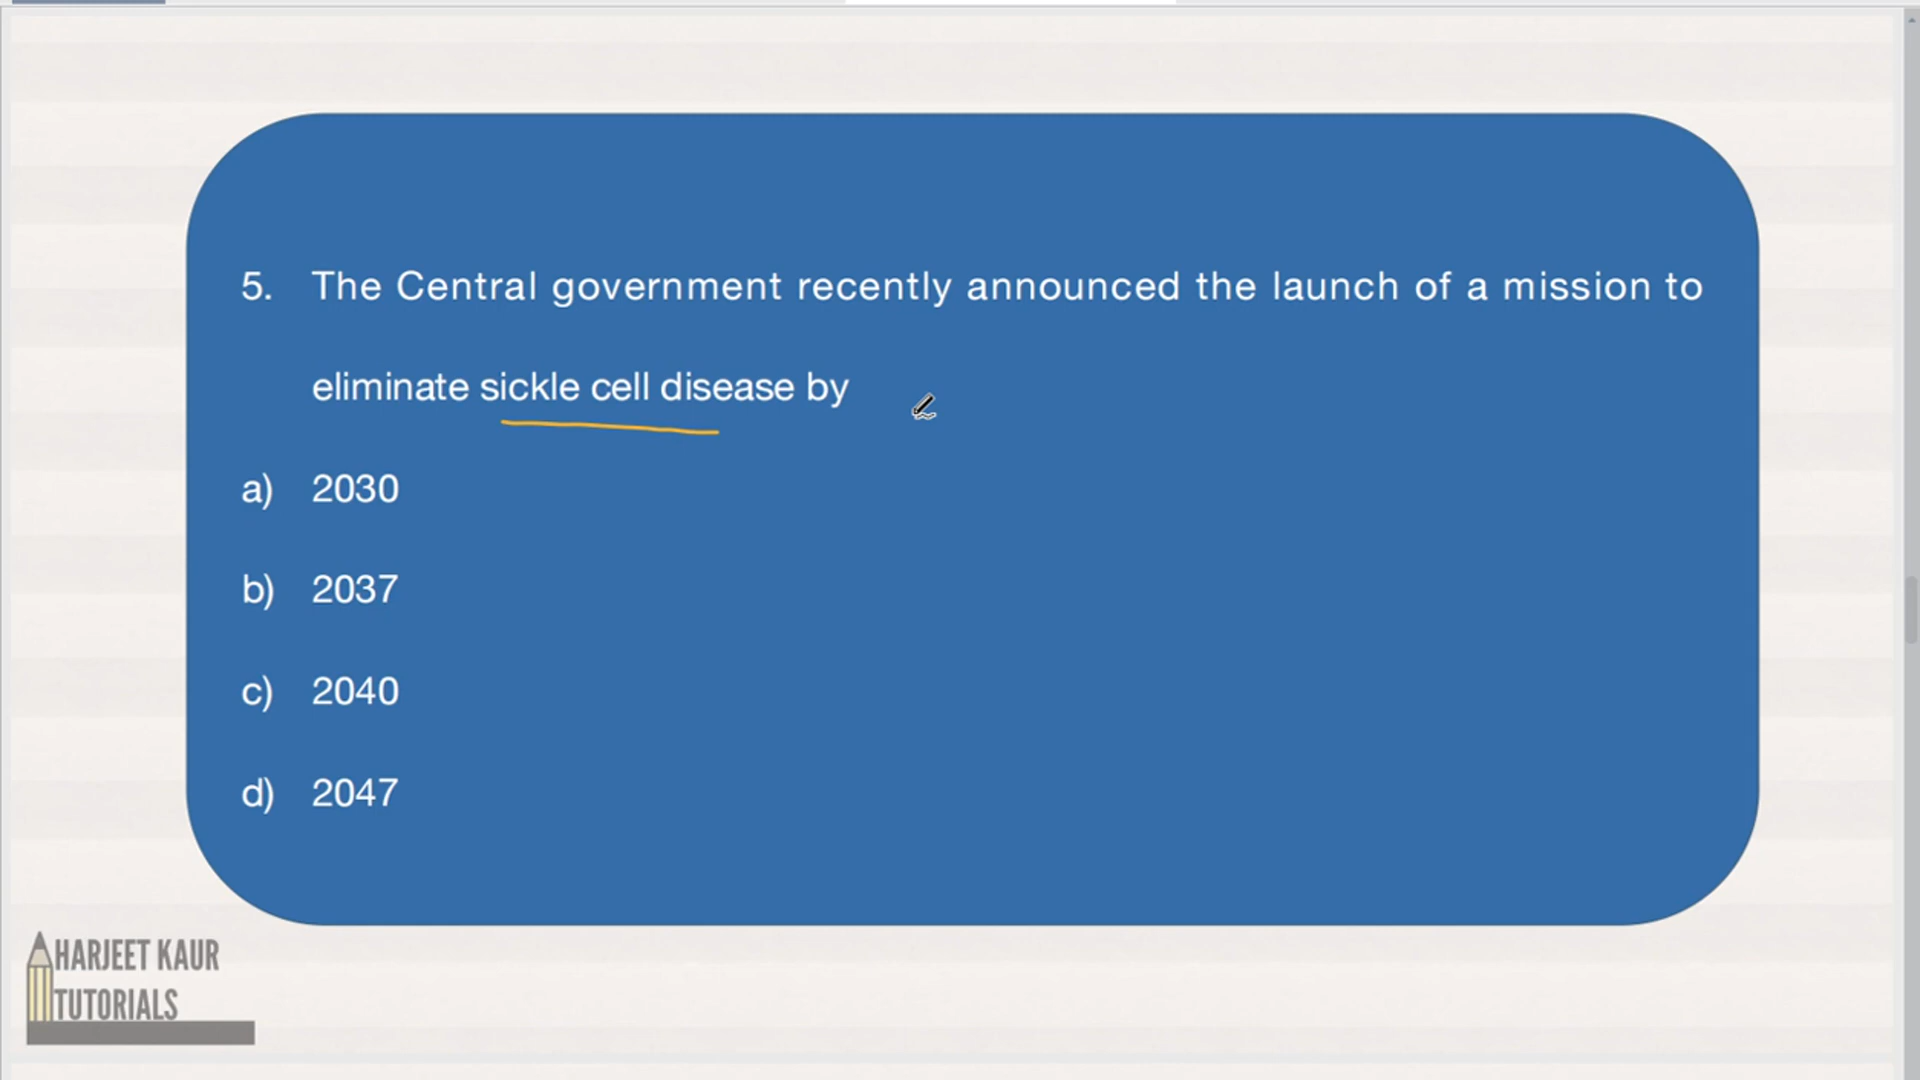 5. The Central government recently announced the launch of a mission to
eliminate sickle cell disease by
a) 2030
b) 2037
c) 2040
d) 2047
HARJEET KAUR
TUTORIALS